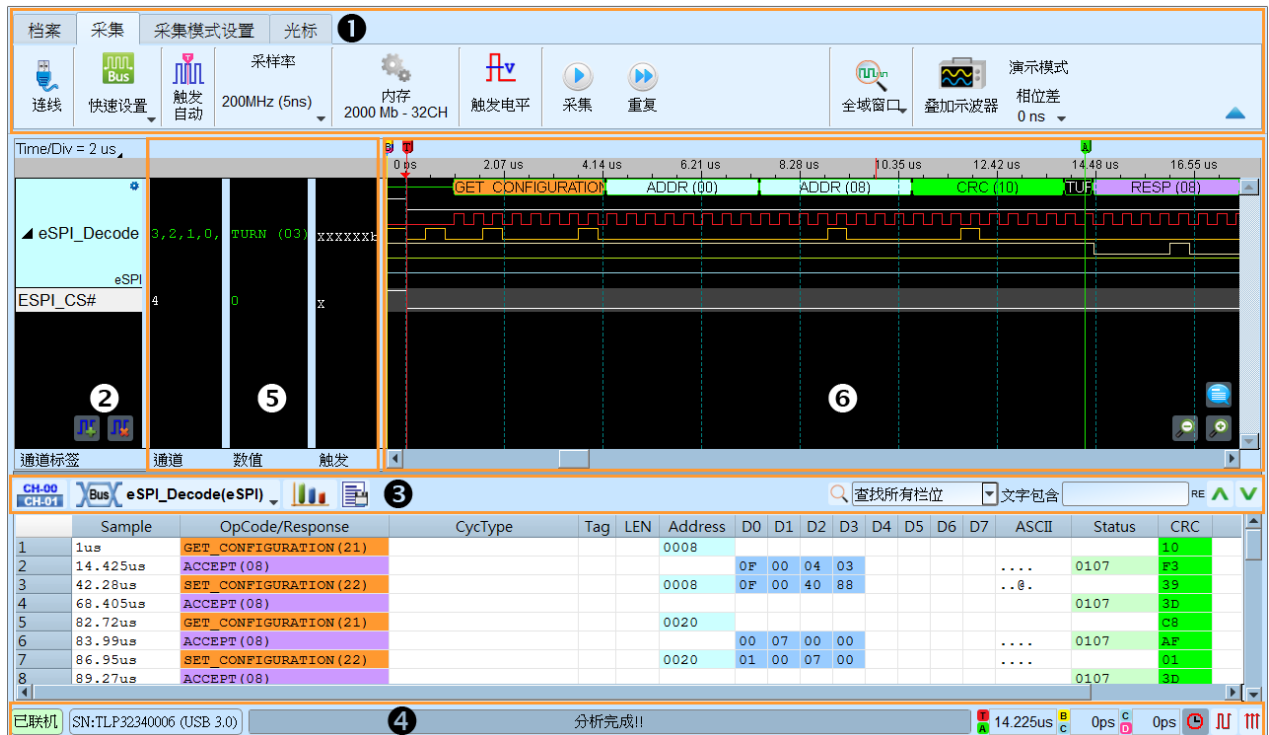 档案 采集 采集模式设置 光标 1
连线 Bus 快速设置 触发 自动 采样率 200MHz (5ns) 内存 2000 Mb - 32CH 触发电平 采集 重复 全域窗口 叠加示波器 演示模式 相位差 0 ns
Time/Div = 2 us
B T A
0 ps 2.07 us 4.14 us 6.21 us 8.28 us 10.35 us 12.42 us 14.48 us 16.55 us
GET_CONFIGURATION ADDR (00) ADDR (08) CRC (10) TUR RESP (08)
eSPI_Decode 3,2,1,0, TURN (03) xxxxxxb
eSPI
ESPI_CS# 4 0 x
2 5 6
通道标签 通道 数值 触发
CH-00 CH-01 Bus eSPI_Decode(eSPI) 3 查找所有栏位 文字包含 RE
Sample OpCode/Response CycType Tag LEN Address D0 D1 D2 D3 D4 D5 D6 D7 ASCII Status CRC
1 1us GET_CONFIGURATION(21) 0008 10
2 14.425us ACCEPT(08) 0F 00 04 03 .... 0107 F3
3 42.28us SET_CONFIGURATION(22) 0008 0F 00 40 88 ..@. 39
4 68.405us ACCEPT(08) 0107 3D
5 82.72us GET_CONFIGURATION(21) 0020 C8
6 83.99us ACCEPT(08) 00 07 00 00 .... 0107 AF
7 86.95us SET_CONFIGURATION(22) 0020 01 00 07 00 .... 01
8 89.27us ACCEPT(08) 0107 3D
已联机 SN:TLP32340006 (USB 3.0) 4 分析完成!! T A 14.225us B C 0ps C D 0ps